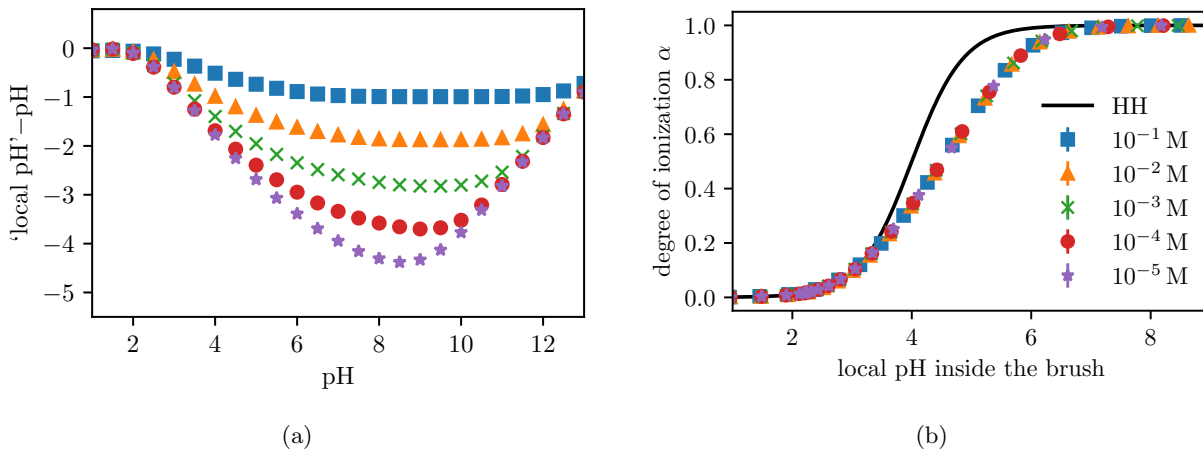 0
−1
−2
−3
−4
−5
2 4 6 8 10 12
pH
‘local pH’−pH
(a)
1.0
0.8
0.6
0.4
0.2
0.0
2 4 6 8
local pH inside the brush
degree of ionization α
HH
10⁻¹ M
10⁻² M
10⁻³ M
10⁻⁴ M
10⁻⁵ M
(b)